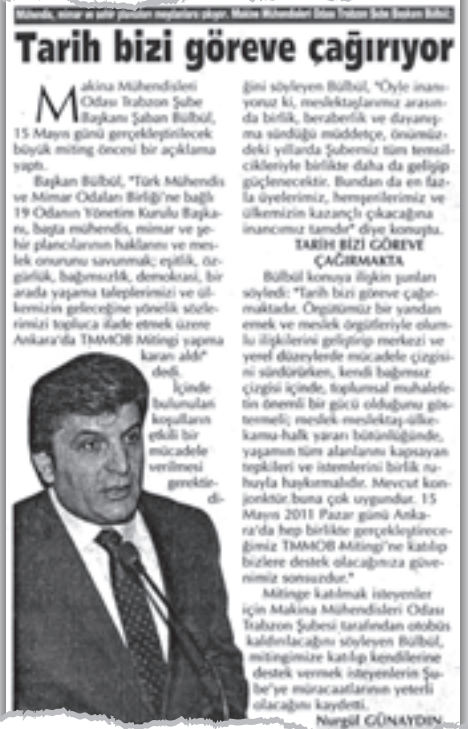 Mühendis, mimar ve şehir plancıları meydanlara çıkıyor. Makine Mühendisleri Odası Trabzon Şube Başkanı Bülbül:
Tarih bizi göreve çağırıyor
Makina Mühendisleri
Odası Trabzon Şube
Başkanı Şaban Bülbül,
15 Mayıs günü gerçekleştirilecek
büyük miting öncesi bir açıklama
yaptı.
Başkan Bülbül, "Türk Mühendis
ve Mimar Odaları Birliği'ne bağlı
19 Odanın Yönetim Kurulu Başka-
nı, başta mühendis, mimar ve şe-
hir plancılarının haklarını ve mes-
lek onurunu savunmak; eşitlik, öz-
gürlük, bağımsızlık, demokrasi, bir
arada yaşama taleplerimizi ve ül-
kemizin geleceğine yönelik sözle-
rimizi topluca ifade etmek üzere
Ankara'da TMMOB Mitingi yapma
kararı aldı"
dedi.
İçinde
bulunulan
koşulların
etkili bir
mücadele
verilmesi
gerektir-
di-
ğini söyleyen Bülbül, "Öyle inanı-
yoruz ki, meslektaşlarımız arasın-
da birlik, beraberlik ve dayanış-
ma sürdüğü müddetçe, önümüz-
deki yıllarda Şubemiz tüm temsil-
cikleriyle birlikte daha da gelişip
güçlenecektir. Bundan da en faz-
la üyelerimiz, hemşerilerimiz ve
ülkemizin kazançlı çıkacağına
inancımız tamdır" diye konuştu.
TARİH BİZİ GÖREVE
ÇAĞIRMAKTA
Bülbül konuya ilişkin şunları
söyledi: "Tarih bizi göreve çağır-
maktadır. Örgütümüz bir yandan
emek ve meslek örgütleriyle olum-
lu ilişkilerini geliştirip merkezi ve
yerel düzeylerde mücadele çizgisi-
ni sürdürürken, kendi bağımsız
çizgisi içinde, toplumsal muhalefe-
tin önemli bir gücü olduğunu gös-
termeli; meslek-meslektaş-ülke-
kamu-halk yararı bütünlüğünde,
yaşamın tüm alanlarını kapsayan
tepkileri ve istemlerini birlik ru-
huyla haykırmalıdır. Mevcut kon-
jonktür buna çok uygundur. 15
Mayıs 2011 Pazar günü Anka-
ra'da hep birlikte gerçekleştirece-
ğimiz TMMOB Mitingi'ne katılıp
bizlere destek olacağınıza güve-
nimiz sonsuzdur."
Mitinge katılmak isteyenler
için Makina Mühendisleri Odası
Trabzon Şubesi tarafından otobüs
kaldırılacağını söyleyen Bülbül,
mitingimize katılıp kendilerine
destek vermek isteyenlerin Şu-
be'ye müracaatlarının yeterli
olacağını kaydetti.
Nurgül GÜNAYDIN